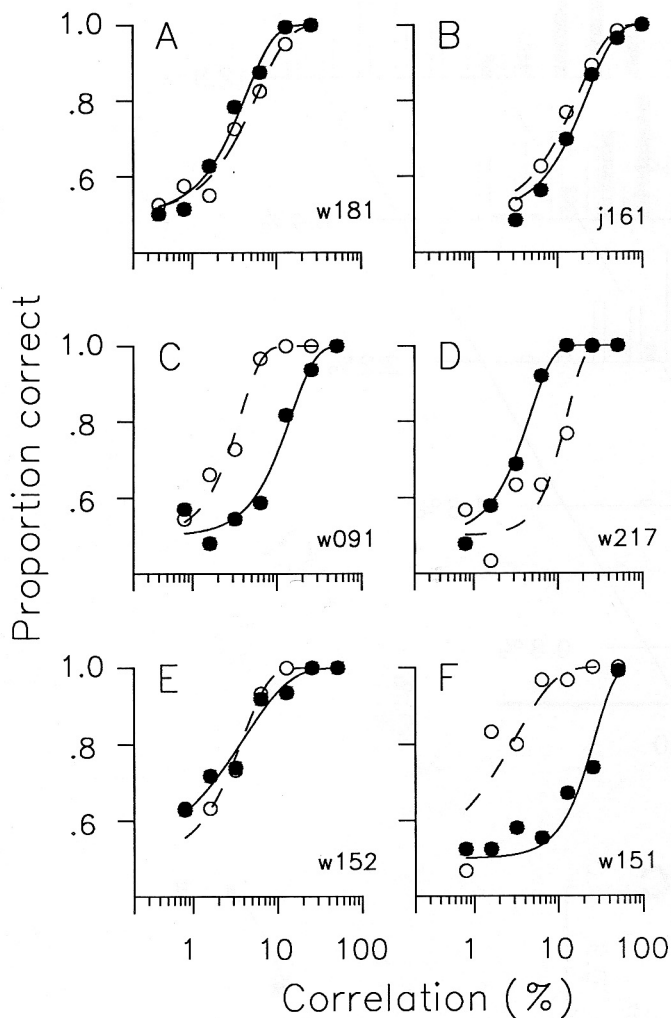 A
B
1.0
.8
.6
w181
j161
C
D
1.0
.8
.6
w091
w217
E
F
1.0
.8
.6
w152
w151
1 10 100
1 10 100
Proportion correct
Correlation (%)